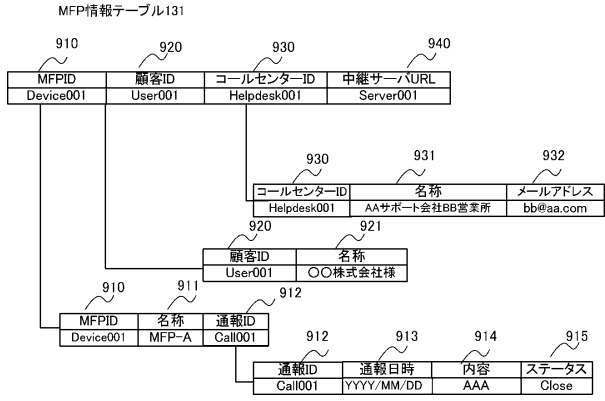 MFP情報テーブル131
910 920 930 940
MFPID 顧客ID コールセンターID 中継サーバURL
Device001 User001 Helpdesk001 Server001
930 931 932
コールセンターID 名称 メールアドレス
Helpdesk001 AAサポート会社BB営業所 bb@aa.com
920 921
顧客ID 名称
User001 〇〇株式会社様
910 911 912
MFPID 名称 通報ID
Device001 MFP-A Call001
912 913 914 915
通報ID 通報日時 内容 ステータス
Call001 YYYY/MM/DD AAA Close